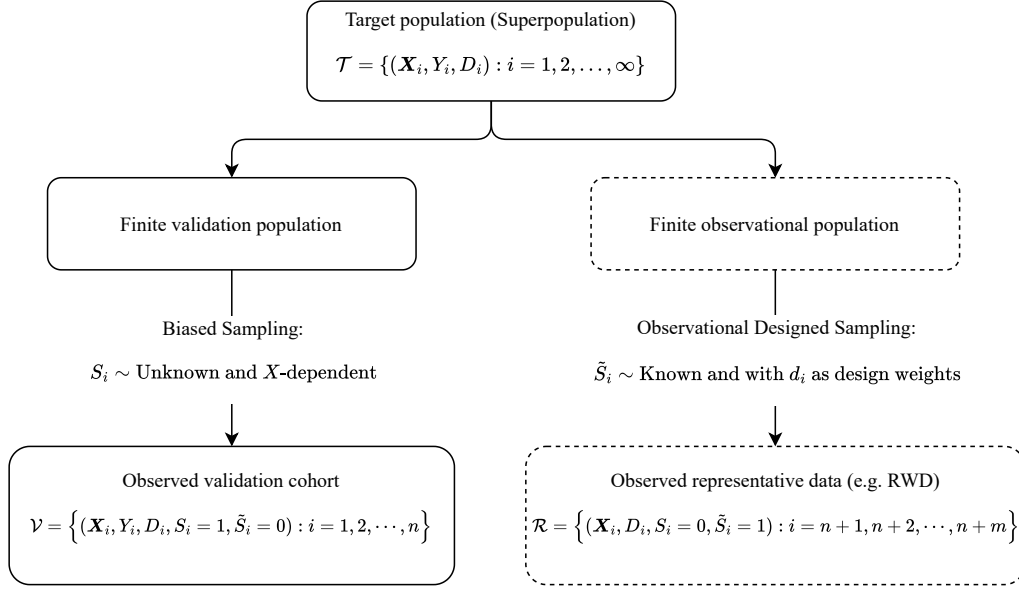 Target population (Superpopulation)
𝒯 = {(𝑿ᵢ, Yᵢ, Dᵢ) : i = 1, 2, …, ∞}
Finite validation population
Finite observational population
Biased Sampling:
Sᵢ ∼ Unknown and X-dependent
Observational Designed Sampling:
S̃ᵢ ∼ Known and with dᵢ as design weights
Observed validation cohort
𝒱 = {(𝑿ᵢ, Yᵢ, Dᵢ, Sᵢ = 1, S̃ᵢ = 0) : i = 1, 2, ⋯, n}
Observed representative data (e.g. RWD)
ℛ = {(𝑿ᵢ, Dᵢ, Sᵢ = 0, S̃ᵢ = 1) : i = n + 1, n + 2, ⋯, n + m}